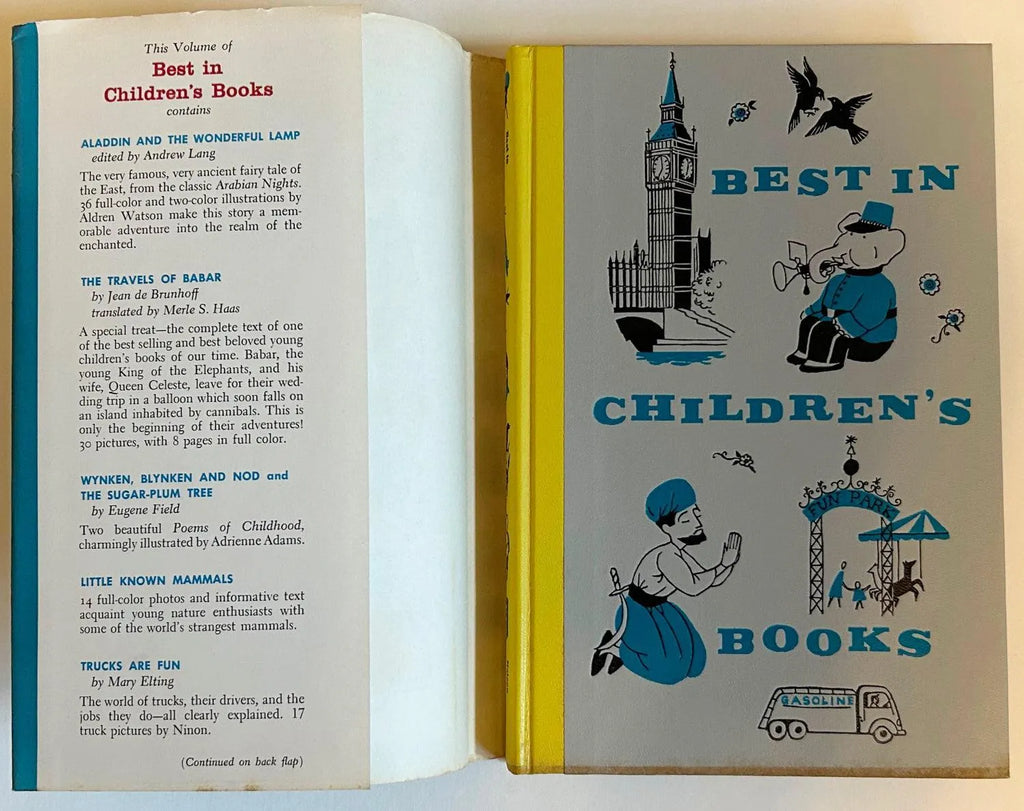 This Volume of
Best in
Children's Books
contains
ALADDIN AND THE WONDERFUL LAMP
edited by Andrew Lang
The very famous, very ancient fairy tale of
the East, from the classic Arabian Nights.
36 full-color and two-color illustrations by
Aldren Watson make this story a mem-
orable adventure into the realm of the
enchanted.
THE TRAVELS OF BABAR
by Jean de Brunhoff
translated by Merle S. Haas
A special treat—the complete text of one
of the best selling and best beloved young
children's books of our time. Babar, the
young King of the Elephants, and his
wife, Queen Celeste, leave for their wed-
ding trip in a balloon which soon falls on
an island inhabited by cannibals. This is
only the beginning of their adventures!
30 pictures, with 8 pages in full color.
WYNKEN, BLYNKEN AND NOD and
THE SUGAR-PLUM TREE
by Eugene Field
Two beautiful Poems of Childhood,
charmingly illustrated by Adrienne Adams.
LITTLE KNOWN MAMMALS
14 full-color photos and informative text
acquaint young nature enthusiasts with
some of the world's strangest mammals.
TRUCKS ARE FUN
by Mary Elting
The world of trucks, their drivers, and the
jobs they do—all clearly explained. 17
truck pictures by Ninon.
(Continued on back flap)
BEST IN
CHILDREN'S
FUN PARK
BOOKS
GASOLINE